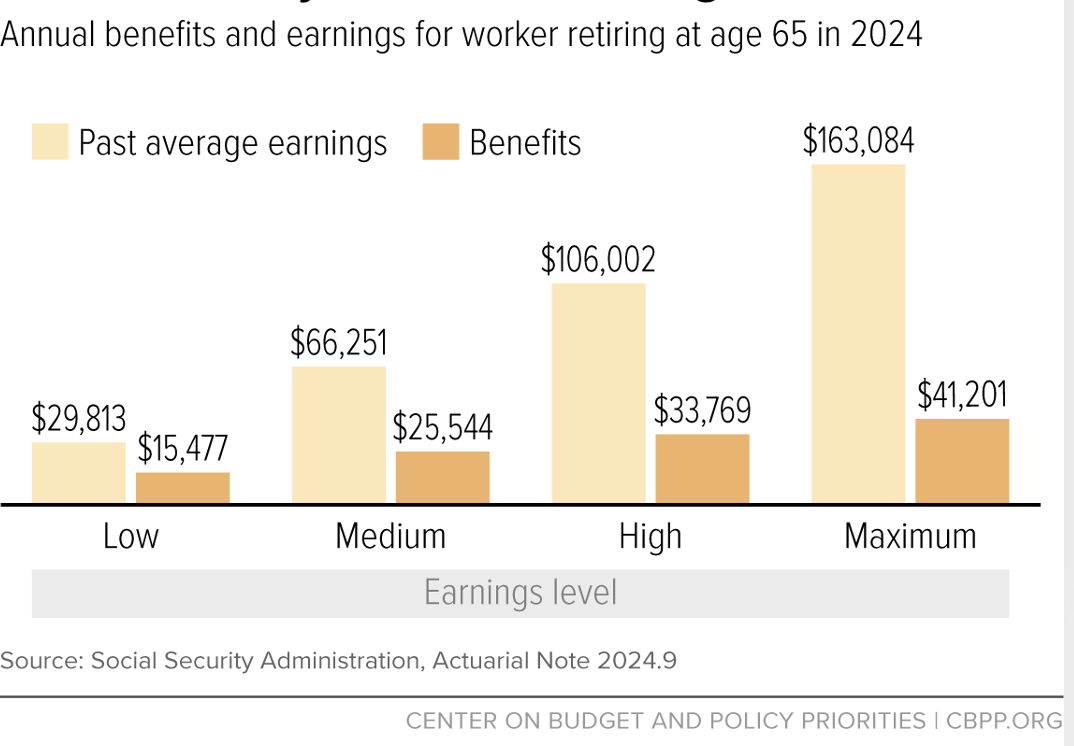 Annual benefits and earnings for worker retiring at age 65 in 2024
Past average earnings Benefits
$163,084
$106,002
$66,251
$41,201
$33,769
$29,813
$25,544
$15,477
Low Medium High Maximum
Earnings level
Source: Social Security Administration, Actuarial Note 2024.9
CENTER ON BUDGET AND POLICY PRIORITIES | CBPP.ORG